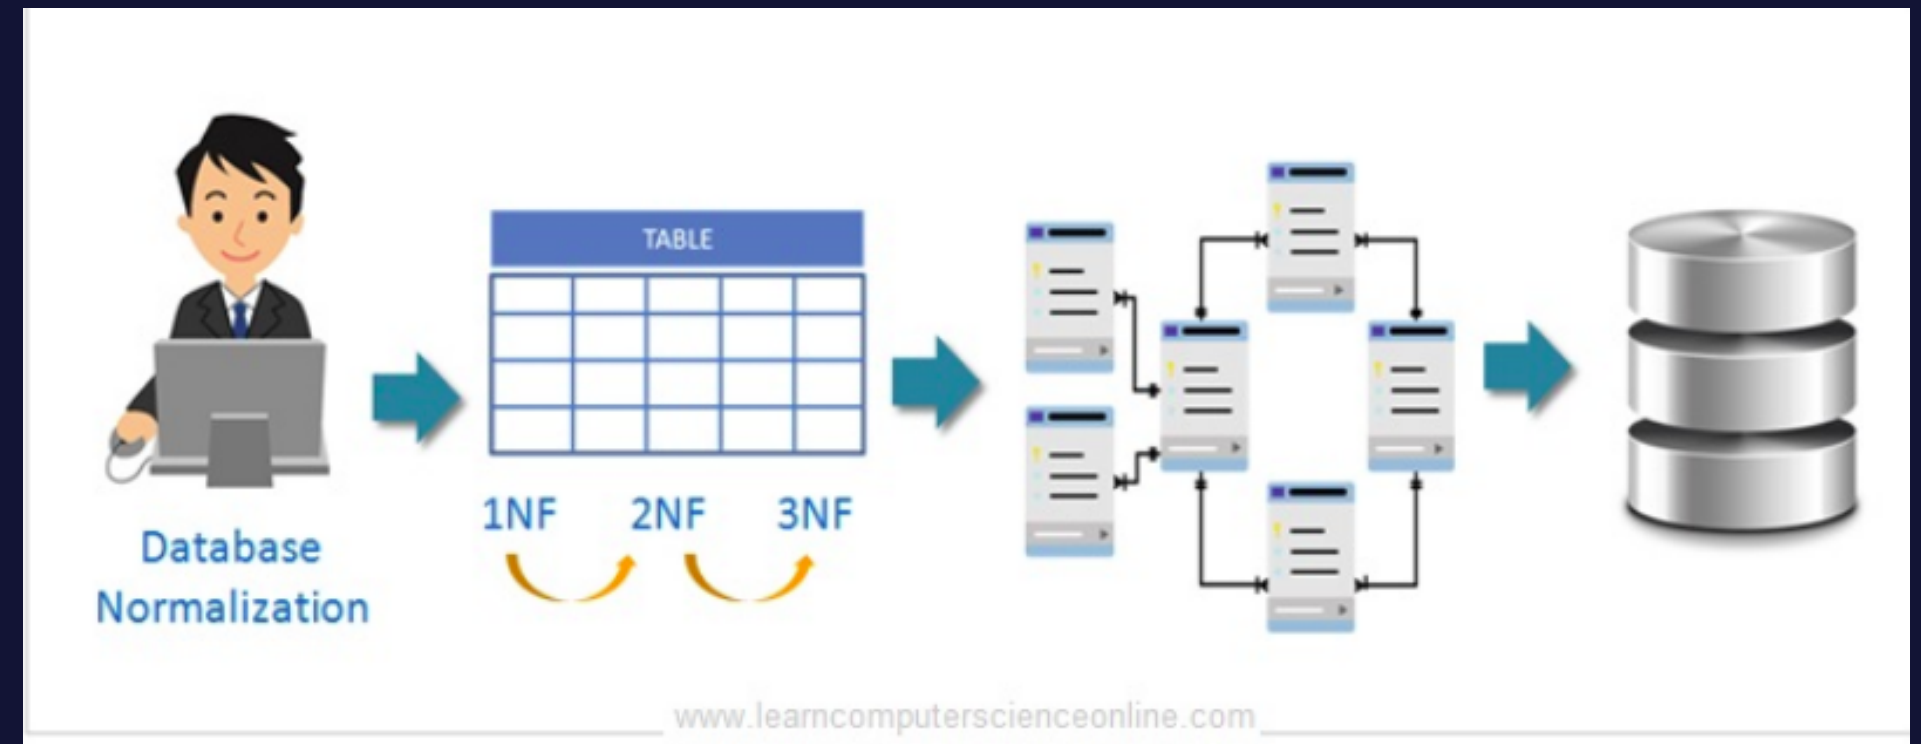 Database
Normalization
TABLE
1NF 2NF 3NF
www.learncomputerscienceonline.com